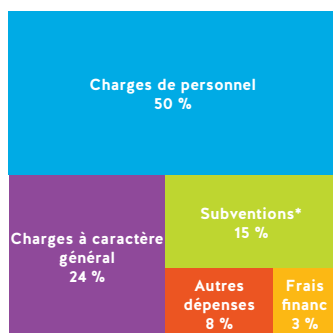 Charges de personnel
50 %
Charges à caractère
général
24 %
Subventions*
15 %
Autres
dépenses
8 %
Frais
financ
3 %